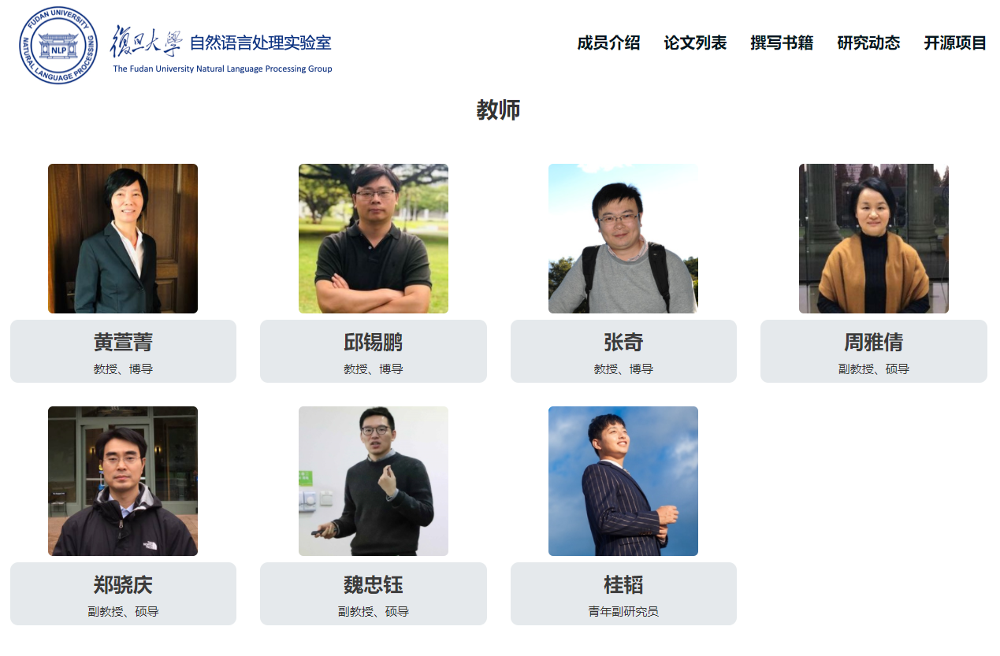 FUDAN UNIVERSITY
NATURAL LANGUAGE PROCESSING
NLP
復旦大學 自然语言处理实验室
The Fudan University Natural Language Processing Group
成员介绍 论文列表 撰写书籍 研究动态 开源项目
教师
黄萱菁 邱锡鹏 张奇 周雅倩
教授、博导 教授、博导 教授、博导 副教授、硕导
郑骁庆 魏忠钰 桂韬
副教授、硕导 副教授、硕导 青年副研究员